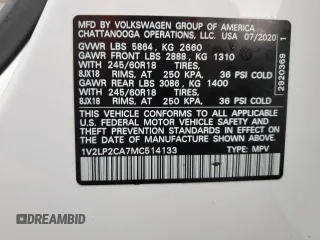 MFD BY VOLKSWAGEN GROUP OF AMERICA
CHATTANOOGA OPERATIONS, LLC. USA 07/2020
GVWR LBS 5864, KG 2660
GAWR FRONT LBS 2888, KG 1310
WITH 245/60R18 TIRES,
8JX18 RIMS, AT 250 KPA. 36 PSI COLD
GAWR REAR LBS 3086, KG 1400
WITH 245/60R18 TIRES,
8JX18 RIMS, AT 250 KPA. 36 PSI COLD
THIS VEHICLE CONFORMS TO ALL APPLICABLE
U.S. FEDERAL MOTOR VEHICLE SAFETY
STANDARDS IN EFFECT ON THE
DATE OF MANUFACTURE SHOWN ABOVE.
1V2LP2CA7MC514133 TYPE: MPV
2920369 1